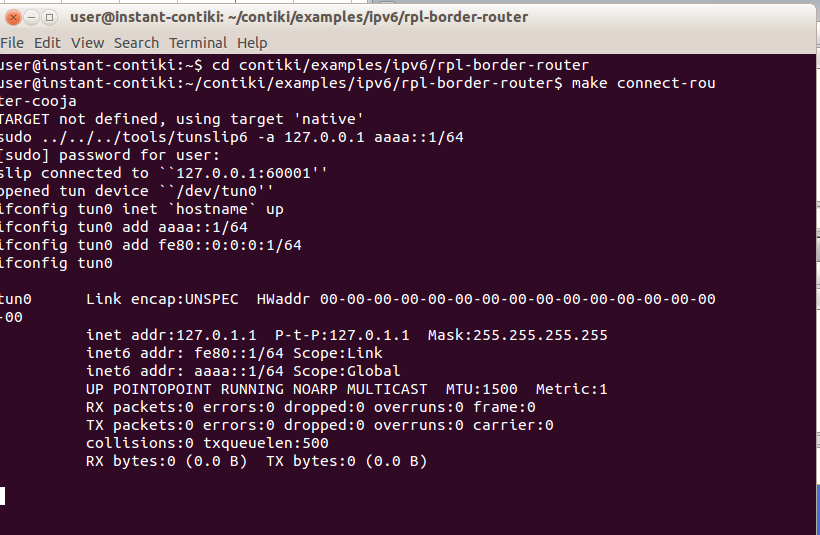 user@instant-contiki: ~/contiki/examples/ipv6/rpl-border-router
File Edit View Search Terminal Help
user@instant-contiki:~$ cd contiki/examples/ipv6/rpl-border-router
user@instant-contiki:~/contiki/examples/ipv6/rpl-border-router$ make connect-rou
ter-cooja
TARGET not defined, using target 'native'
sudo ../../../tools/tunslip6 -a 127.0.0.1 aaaa::1/64
[sudo] password for user:
slip connected to ``127.0.0.1:60001''
opened tun device ``/dev/tun0''
ifconfig tun0 inet `hostname` up
ifconfig tun0 add aaaa::1/64
ifconfig tun0 add fe80::0:0:0:1/64
ifconfig tun0
tun0      Link encap:UNSPEC  HWaddr 00-00-00-00-00-00-00-00-00-00-00-00-00-00-00
-00
inet addr:127.0.1.1  P-t-P:127.0.1.1  Mask:255.255.255.255
inet6 addr: fe80::1/64 Scope:Link
inet6 addr: aaaa::1/64 Scope:Global
UP POINTOPOINT RUNNING NOARP MULTICAST  MTU:1500  Metric:1
RX packets:0 errors:0 dropped:0 overruns:0 frame:0
TX packets:0 errors:0 dropped:0 overruns:0 carrier:0
collisions:0 txqueuelen:500
RX bytes:0 (0.0 B)  TX bytes:0 (0.0 B)